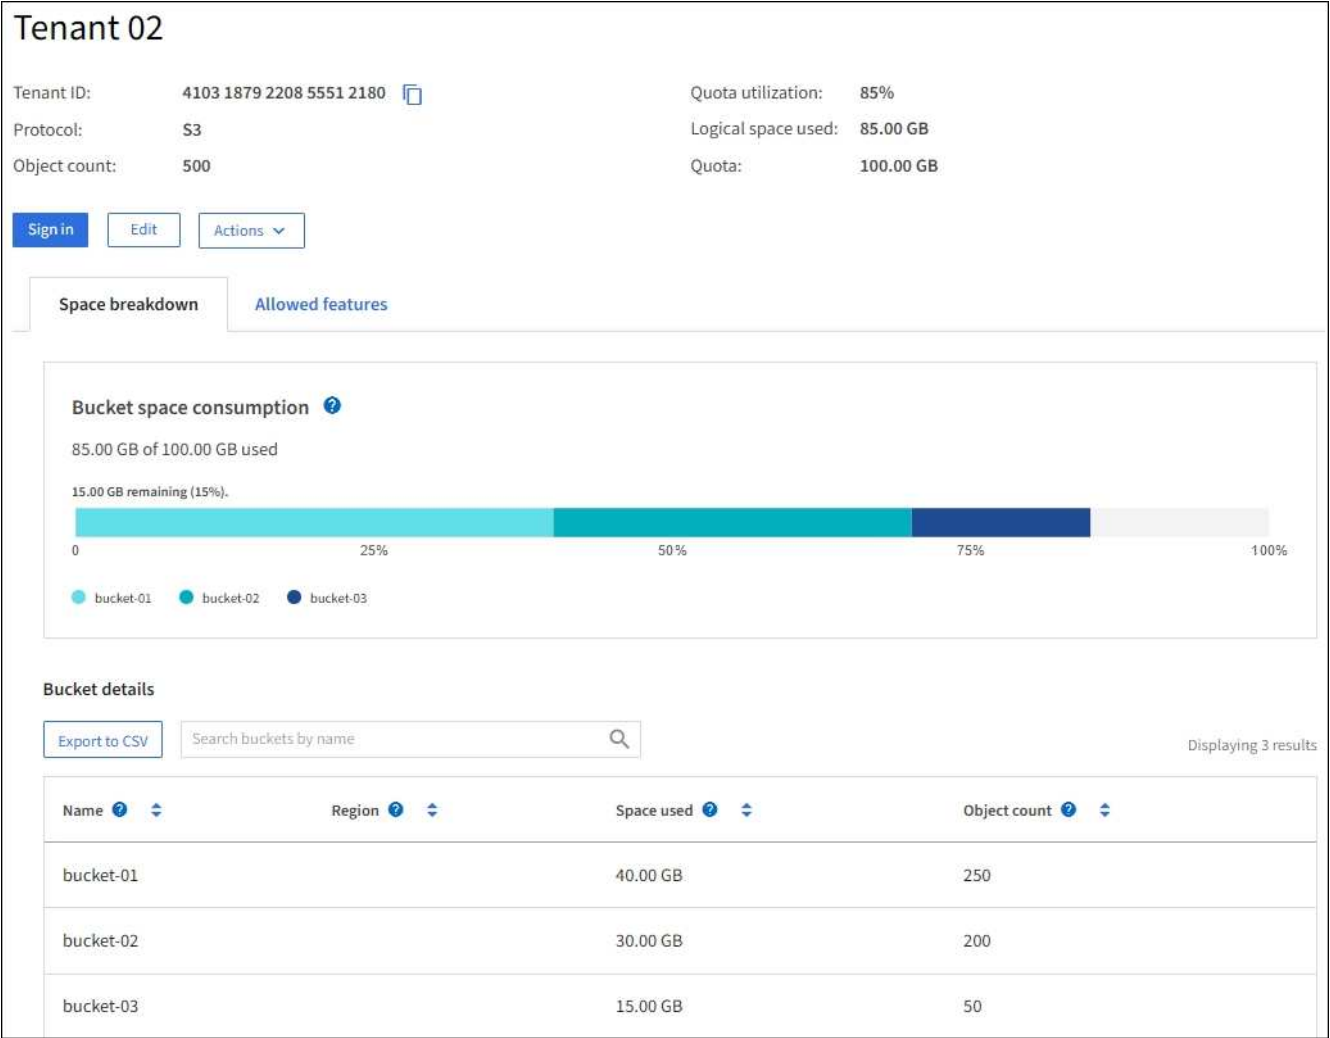 Tenant 02
Tenant ID: 4103 1879 2208 5551 2180
Protocol: S3
Object count: 500
Quota utilization: 85%
Logical space used: 85.00 GB
Quota: 100.00 GB
Sign in Edit Actions
Space breakdown Allowed features
Bucket space consumption
85.00 GB of 100.00 GB used
15.00 GB remaining (15%).
0 25% 50% 75% 100%
bucket-01 bucket-02 bucket-03
Bucket details
Export to CSV Search buckets by name Displaying 3 results
Name Region Space used Object count
bucket-01 40.00 GB 250
bucket-02 30.00 GB 200
bucket-03 15.00 GB 50